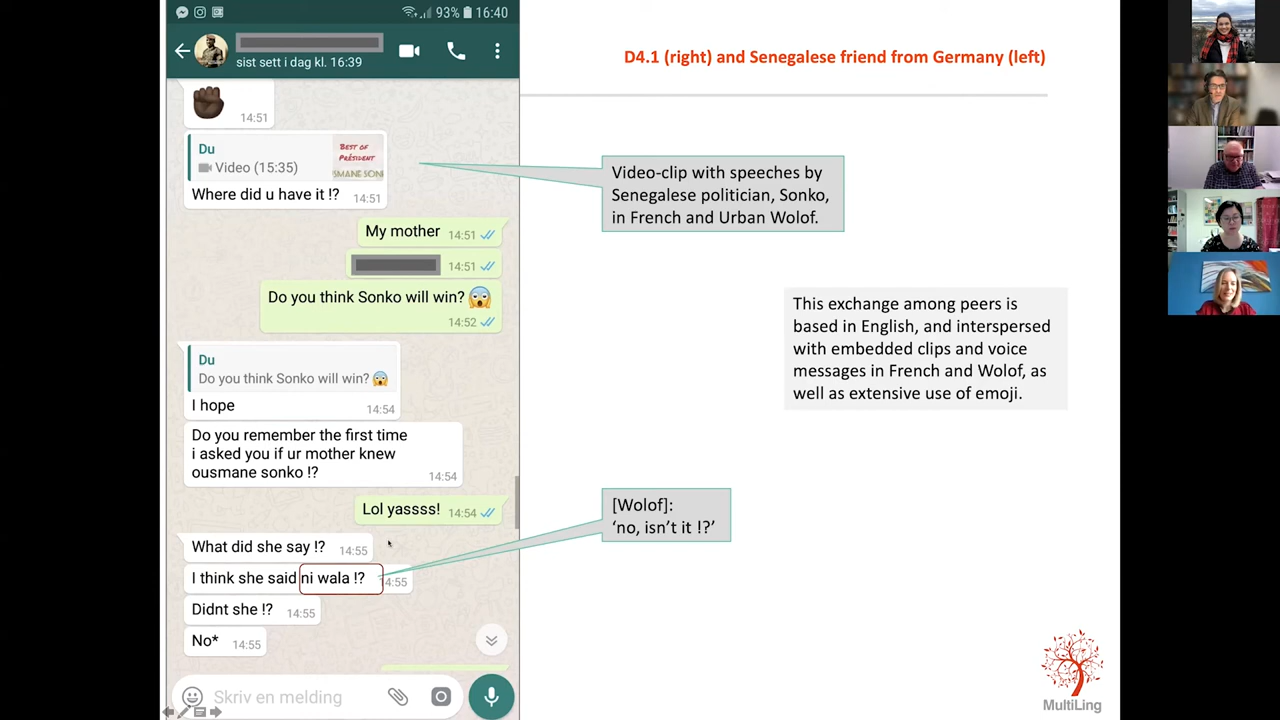 93% 16:40
sist sett i dag kl. 16:39
14:51
Du
Video (15:35)
BEST OF
PRÉSIDENT
SMANE SON
Where did u have it !?
14:51
My mother 14:51
14:51
Do you think Sonko will win? 😱
14:52
Du
Do you think Sonko will win? 😱
I hope
14:54
Do you remember the first time
i asked you if ur mother knew
ousmane sonko !?
14:54
Lol yassss! 14:54
What did she say !? 14:55
I think she said ni wala !? 14:55
Didnt she !? 14:55
No* 14:55
Skriv en melding
D4.1 (right) and Senegalese friend from Germany (left)
Video-clip with speeches by
Senegalese politician, Sonko,
in French and Urban Wolof.
This exchange among peers is
based in English, and interspersed
with embedded clips and voice
messages in French and Wolof, as
well as extensive use of emoji.
[Wolof]:
‘no, isn’t it !?’
MultiLing